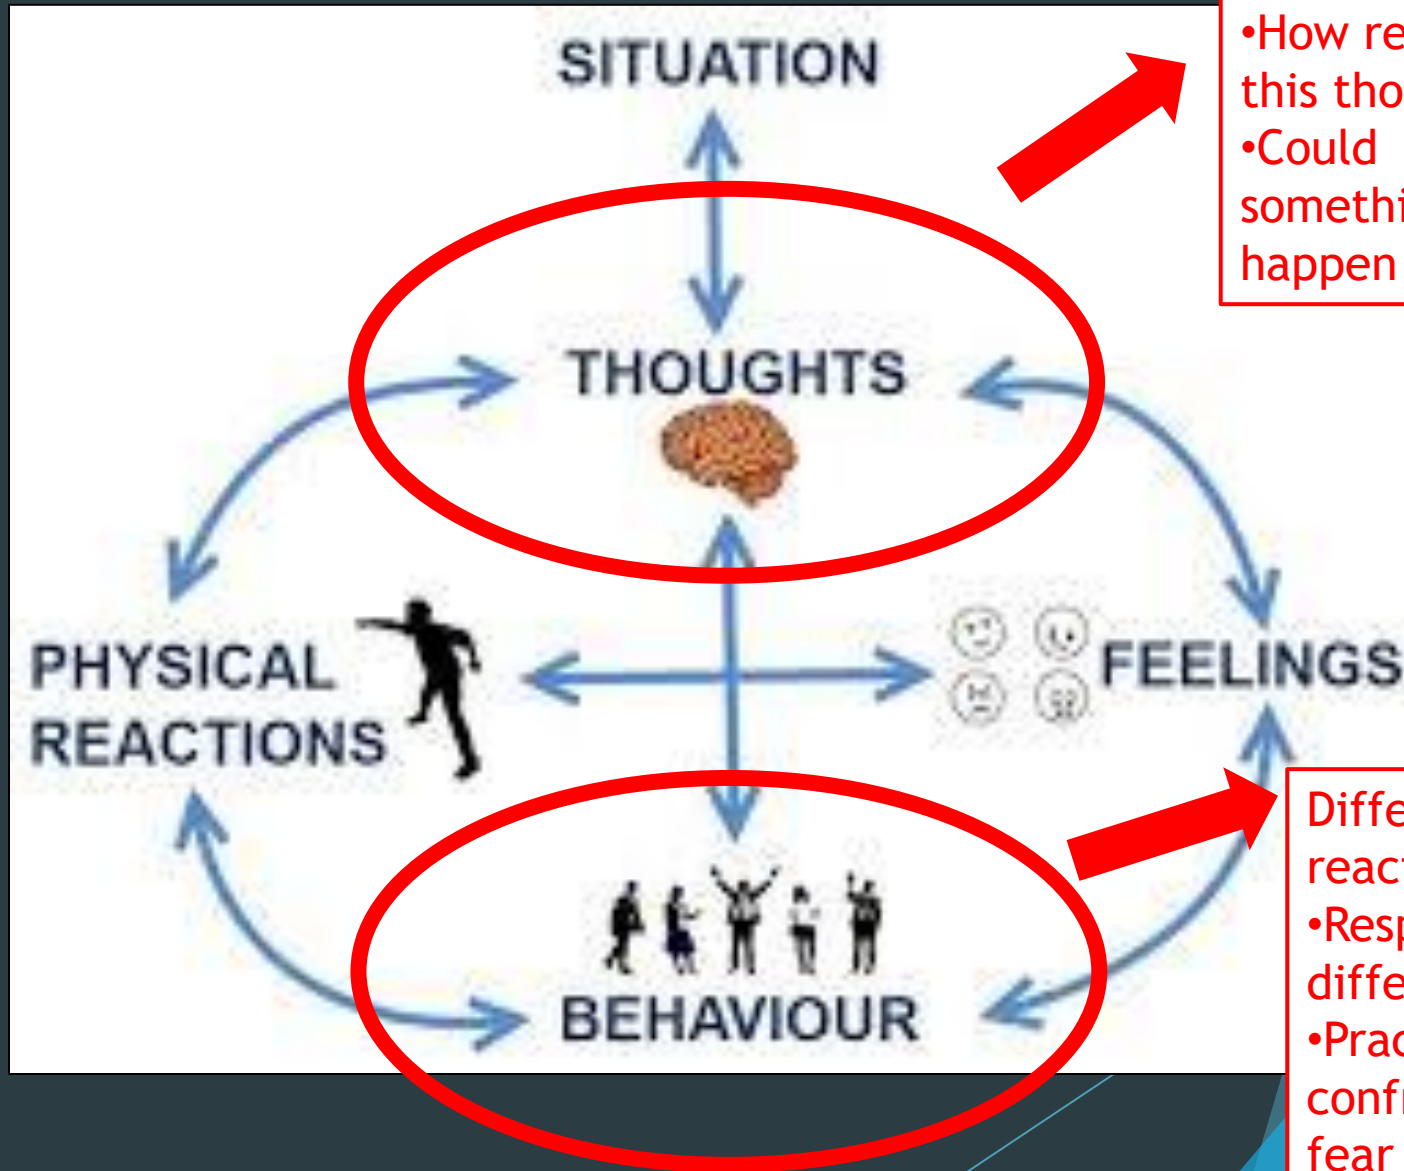 SITUATION
•How re
this tho
•Could
somethi
happen
THOUGHTS
PHYSICAL
REACTIONS
FEELINGS
Diffe
reac
•Resp
diffe
•Prac
confr
fear
BEHAVIOUR